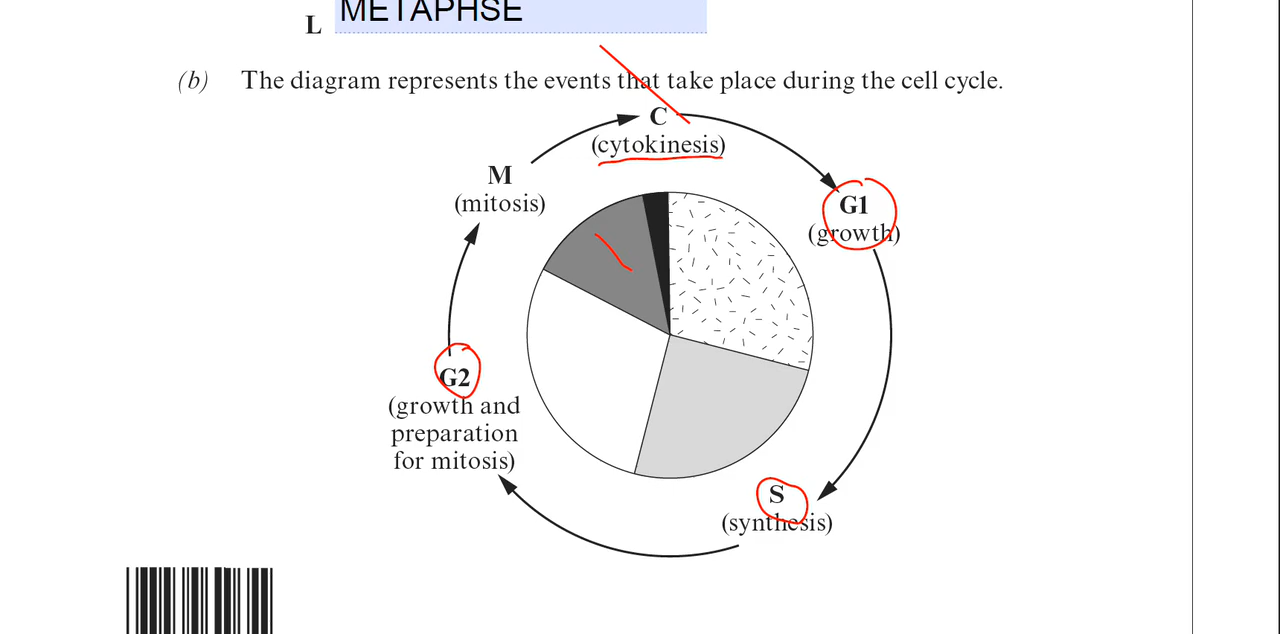 METAPHSE
L
(b) The diagram represents the events that take place during the cell cycle.
C
(cytokinesis)
M
(mitosis)
G1
(growth)
G2
(growth and
preparation
for mitosis)
S
(synthesis)